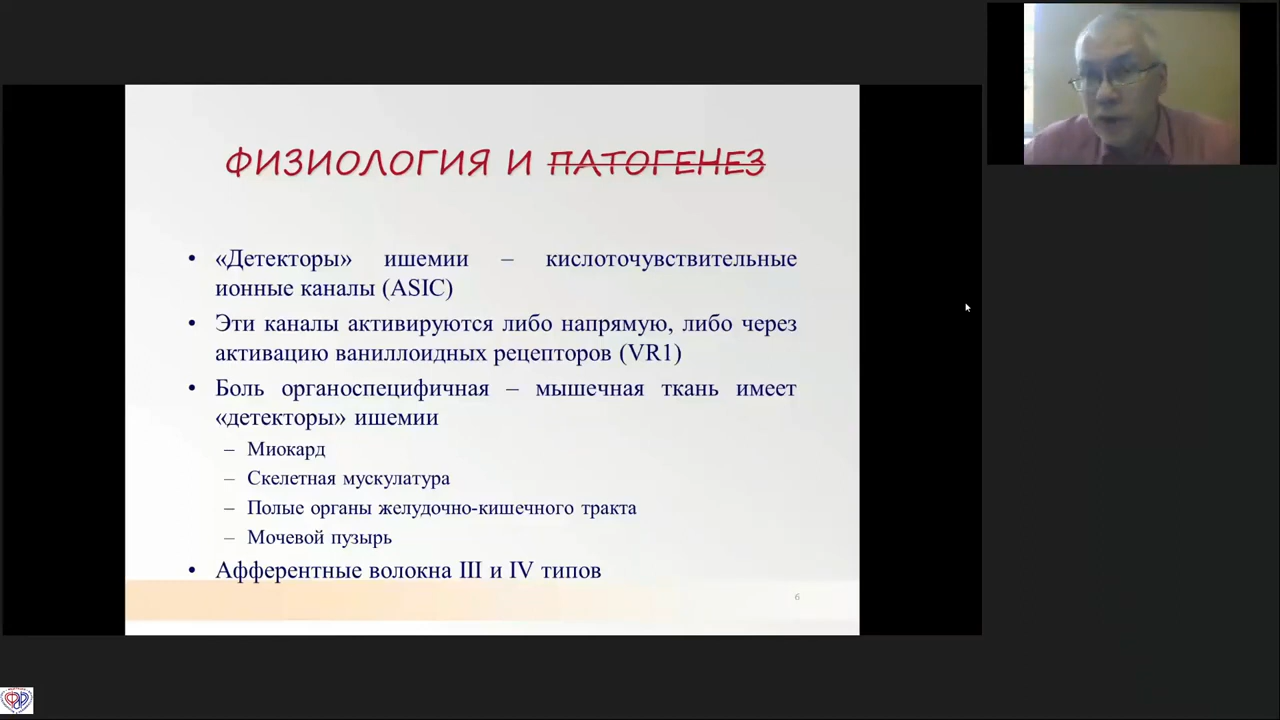 ФИЗИОЛОГИЯ И ПАТОГЕНЕЗ
• «Детекторы» ишемии – кислоточувствительные
ионные каналы (ASIC)
• Эти каналы активируются либо напрямую, либо через
активацию ваниллоидных рецепторов (VR1)
• Боль органоспецифичная – мышечная ткань имеет
«детекторы» ишемии
– Миокард
– Скелетная мускулатура
– Полые органы желудочно-кишечного тракта
– Мочевой пузырь
• Афферентные волокна III и IV типов
6